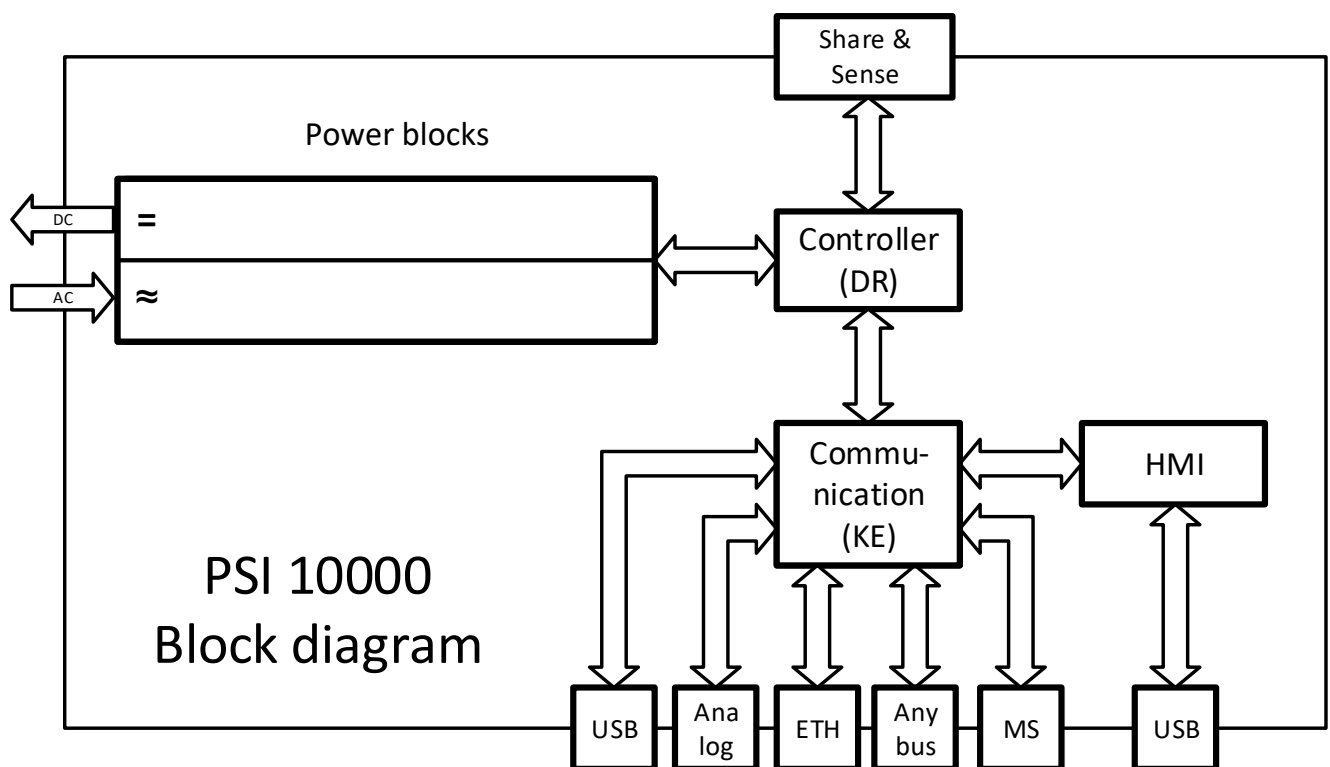 Share &
Sense
Power blocks
DC
=
Controller
(DR)
AC
≈
Commu-
nication
(KE)
HMI
PSI 10000
Block diagram
USB
Ana
log
ETH
Any
bus
MS
USB